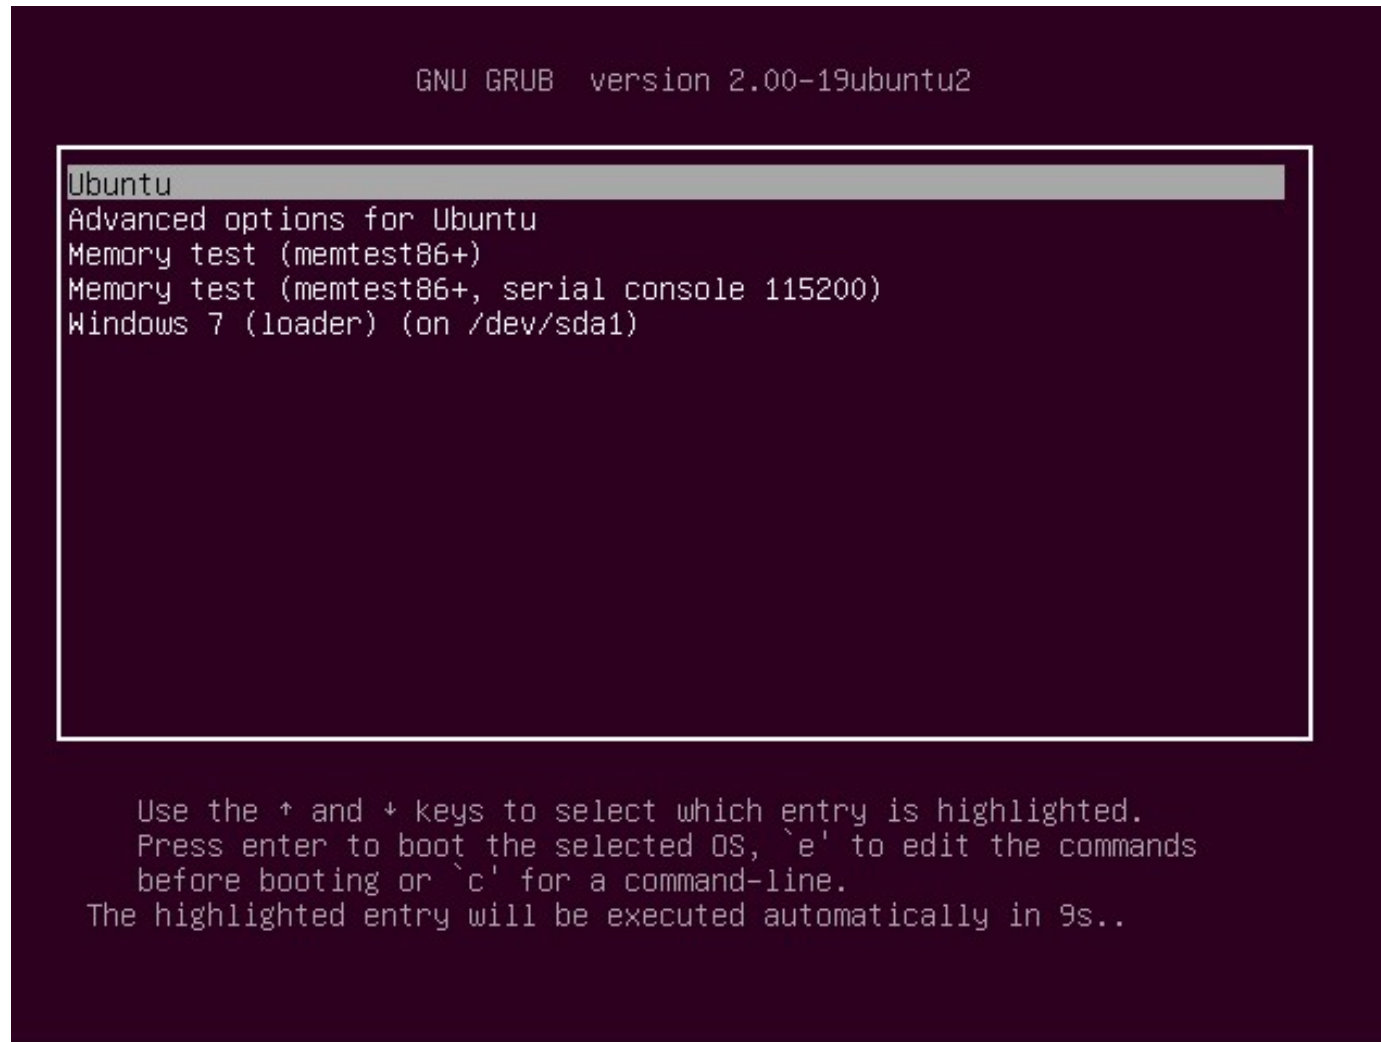 GNU GRUB  version 2.00-19ubuntu2
Ubuntu
Advanced options for Ubuntu
Memory test (memtest86+)
Memory test (memtest86+, serial console 115200)
Windows 7 (loader) (on /dev/sda1)
Use the ↑ and ↓ keys to select which entry is highlighted.
Press enter to boot the selected OS, `e' to edit the commands
before booting or `c' for a command-line.
The highlighted entry will be executed automatically in 9s..